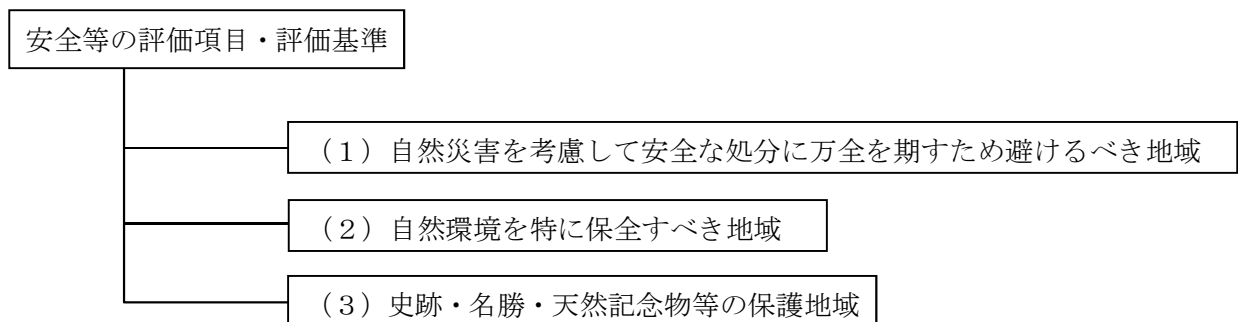 安全等の評価項目・評価基準
（１）自然災害を考慮して安全な処分に万全を期すため避けるべき地域
（２）自然環境を特に保全すべき地域
（３）史跡・名勝・天然記念物等の保護地域